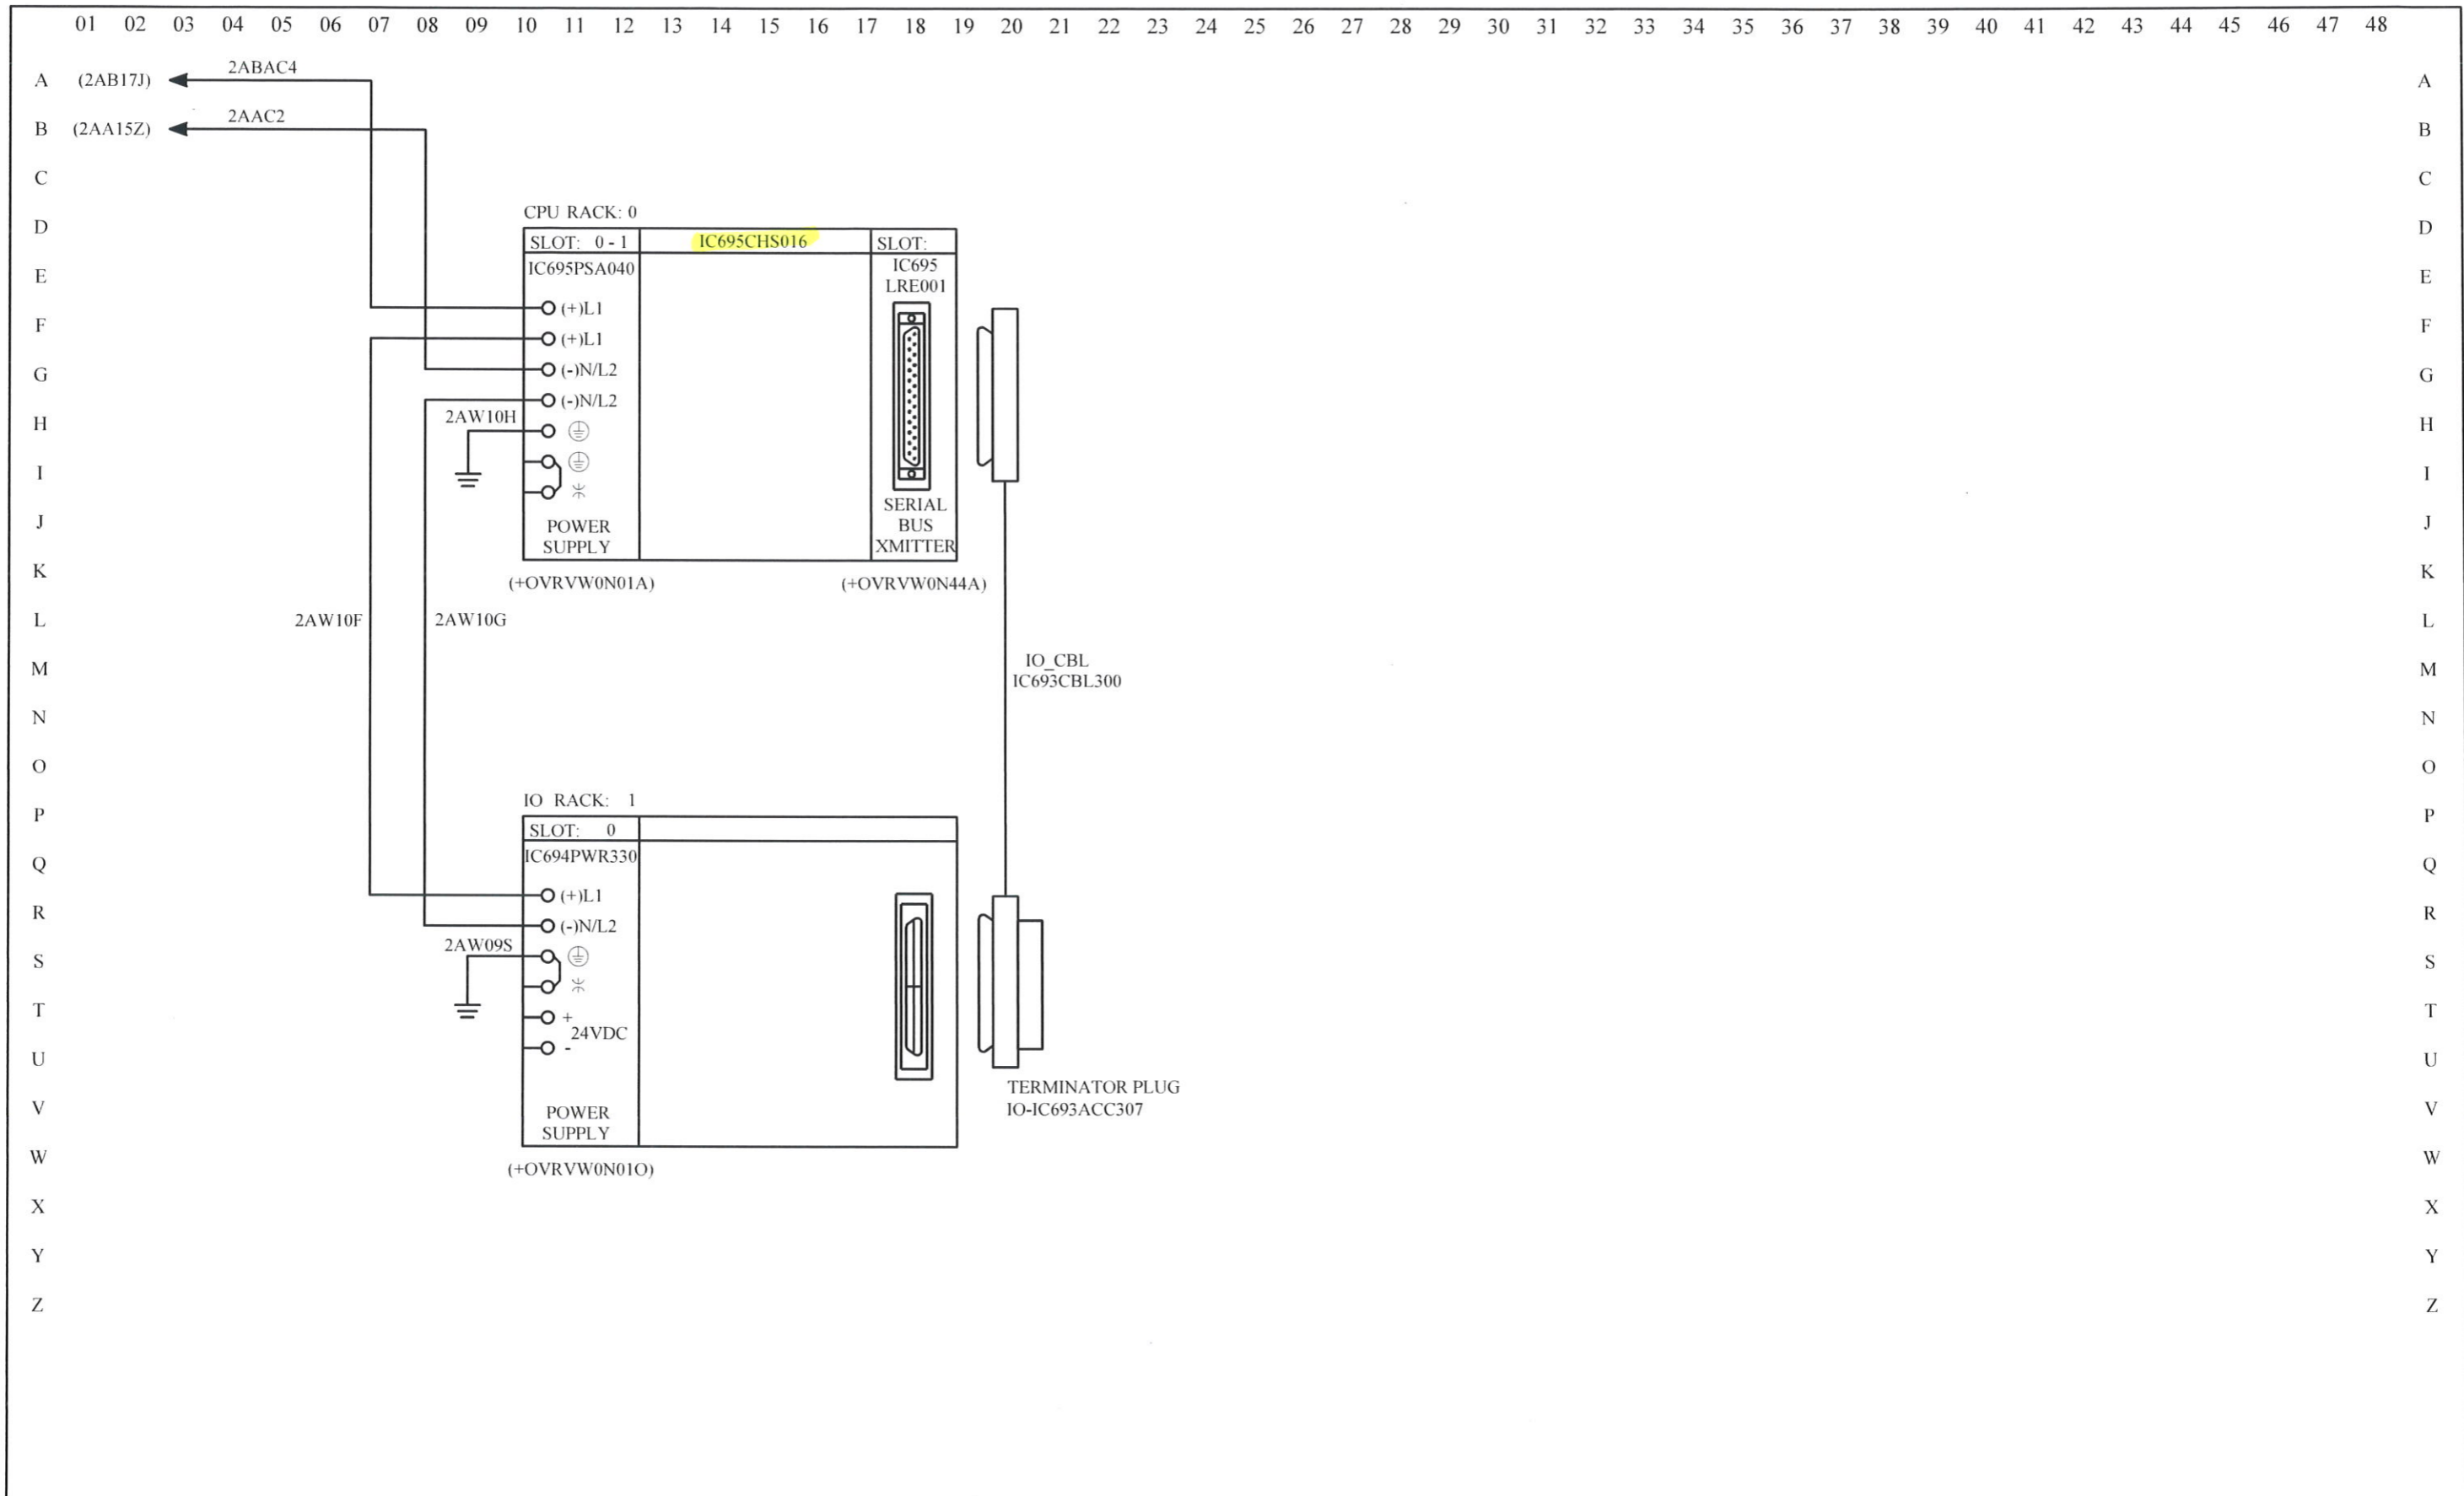 01 02 03 04 05 06 07 08 09 10 11 12 13 14 15 16 17 18 19 20 21 22 23 24 25 26 27 28 29 30 31 32 33 34 35 36 37 38 39 40 41 42 43 44 45 46 47 48
A (2AB17J) 2ABAC4 A
B (2AA15Z) 2AAC2 B
C C
CPU RACK: 0
D D
SLOT: 0 - 1 IC695CHS016 SLOT:
IC695PSA040 IC695
E E
LRE001
(+)L1
F F
(+)L1
(-)N/L2
G G
(-)N/L2
2AW10H
H H
I I
SERIAL
J J
POWER BUS
SUPPLY XMITTER
K K
(+OVRVW0N01A) (+OVRVW0N44A)
L 2AW10F 2AW10G L
IO_CBL
M M
IC693CBL300
N N
O O
IO RACK: 1
P P
SLOT: 0
IC694PWR330
Q Q
(+)L1
R R
(-)N/L2
2AW09S
S S
T + T
24VDC
-
U U
TERMINATOR PLUG
V V
POWER IO-IC693ACC307
SUPPLY
W W
(+OVRVW0N01O)
X X
Y Y
Z Z